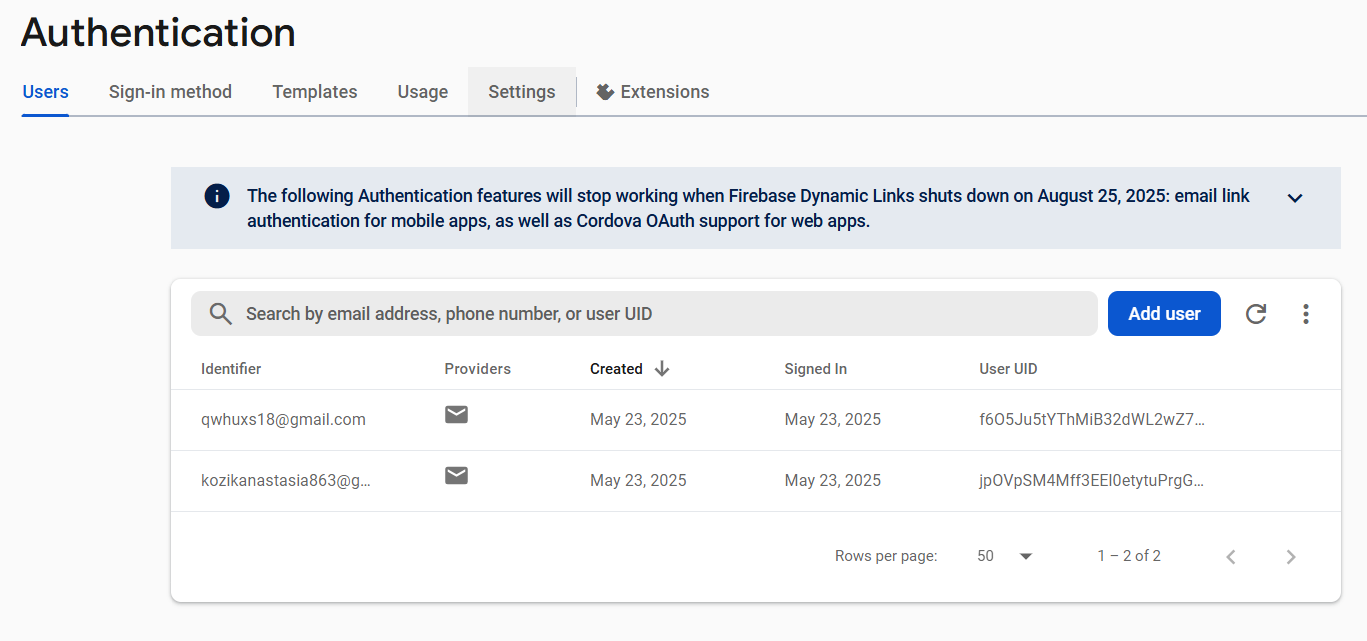 Authentication
Users Sign-in method Templates Usage Settings Extensions
The following Authentication features will stop working when Firebase Dynamic Links shuts down on August 25, 2025: email link
authentication for mobile apps, as well as Cordova OAuth support for web apps.
Search by email address, phone number, or user UID Add user
Identifier Providers Created Signed In User UID
qwhuxs18@gmail.com May 23, 2025 May 23, 2025 f6O5Ju5tYThMiB32dWL2wZ7...
kozikanastasia863@g... May 23, 2025 May 23, 2025 jpOVpSM4Mff3EEl0etytuPrgG...
Rows per page: 50 1 – 2 of 2